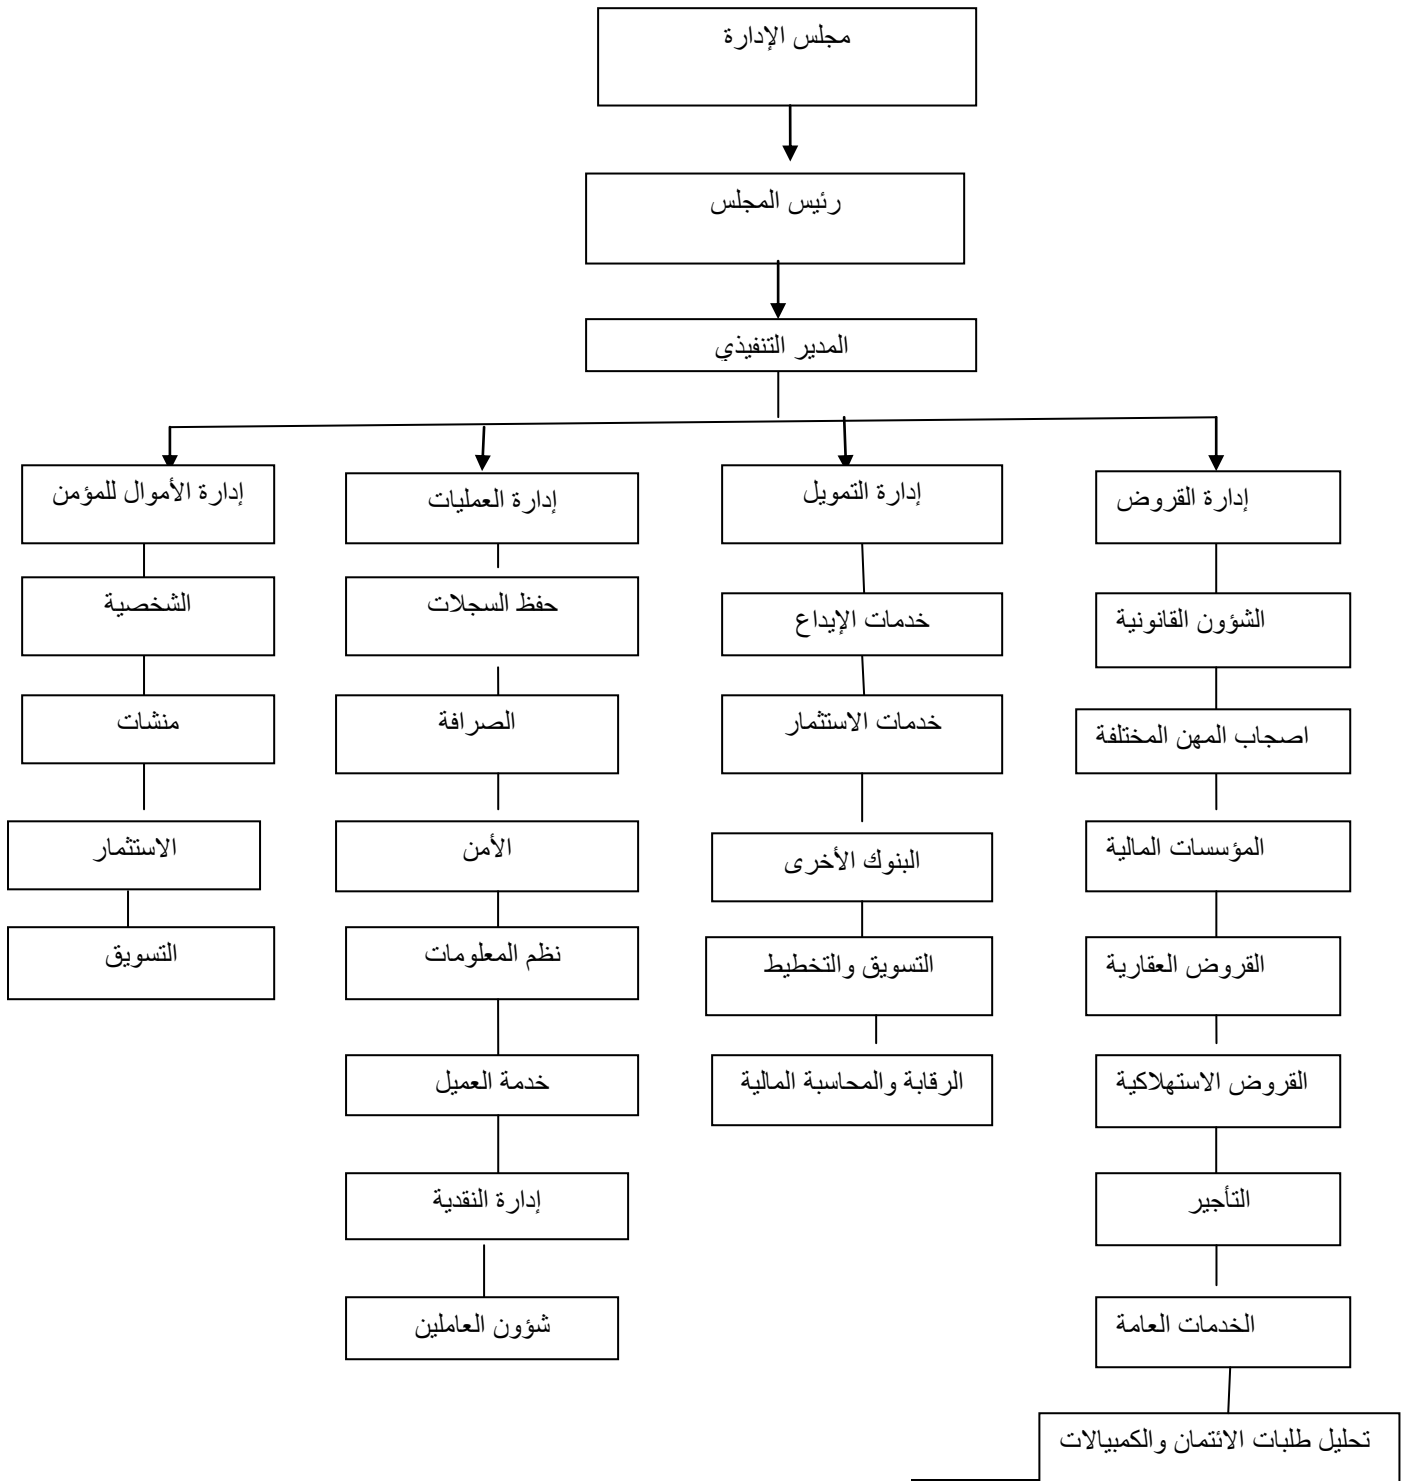 مجلس الإدارة
رئيس المجلس
المدير التنفيذي
إدارة القروض
إدارة التمويل
إدارة العمليات
إدارة الأموال للمؤمن
الشؤون القانونية
خدمات الإيداع
حفظ السجلات
الشخصية
اصجاب المهن المختلفة
خدمات الاستثمار
الصرافة
منشات
المؤسسات المالية
البنوك الأخرى
الأمن
الاستثمار
القروض العقارية
التسويق والتخطيط
نظم المعلومات
التسويق
القروض الاستهلاكية
الرقابة والمحاسبة المالية
خدمة العميل
التأجير
إدارة النقدية
الخدمات العامة
شؤون العاملين
تحليل طلبات الائتمان والكمبيالات